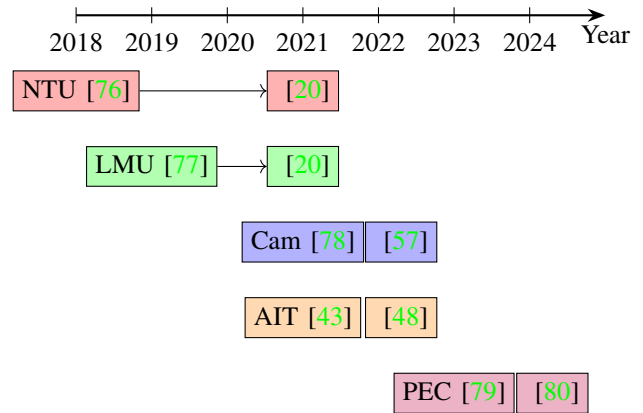 2018 2019 2020 2021 2022 2023 2024 Year
NTU [76] [20]
LMU [77] [20]
Cam [78] [57]
AIT [43] [48]
PEC [79] [80]